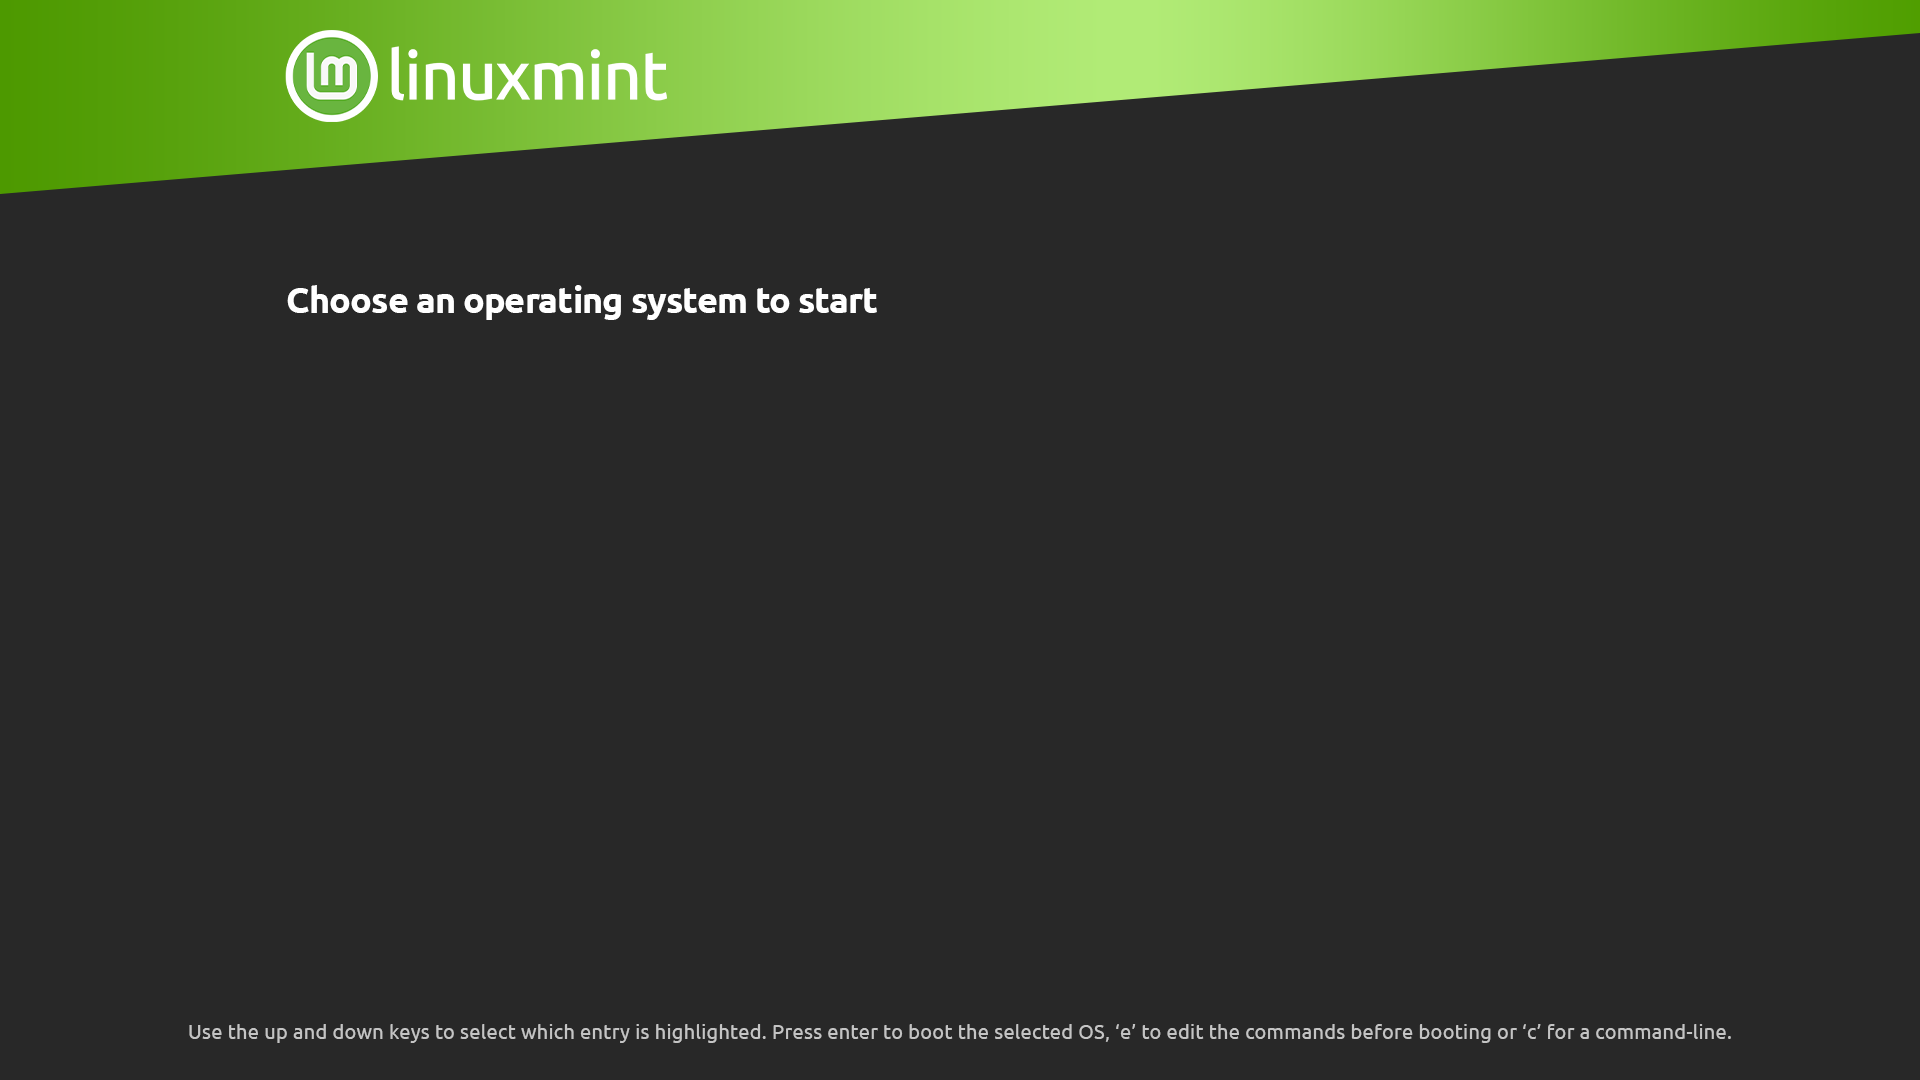 linuxmint
Choose an operating system to start
Use the up and down keys to select which entry is highlighted. Press enter to boot the selected OS, ‘e’ to edit the commands before booting or ‘c’ for a command-line.